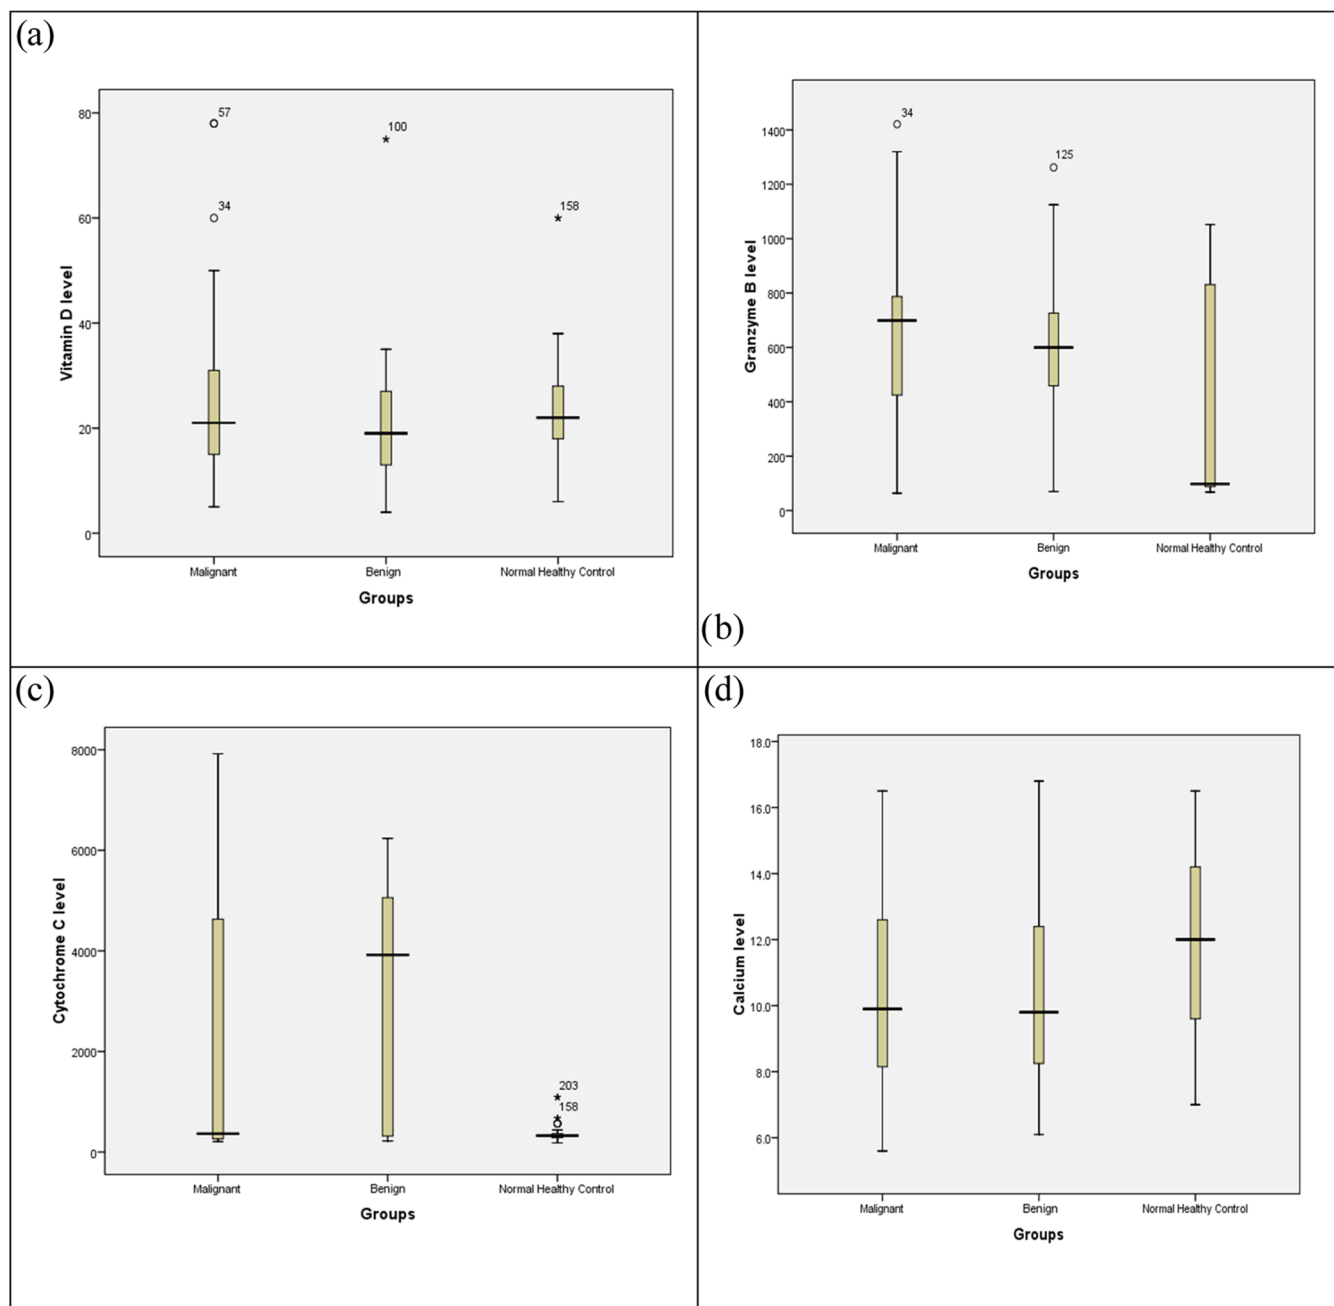 (a)
57
34
100
158
80
60
40
20
0
Vitamin D level
Malignant
Benign
Normal Healthy Control
Groups
34
125
1400
1200
1000
800
600
400
200
0
Granzyme B level
Malignant
Benign
Normal Healthy Control
Groups
(b)
(c)
8000
6000
4000
2000
0
Cytochrome C level
203
158
Malignant
Benign
Normal Healthy Control
Groups
(d)
18.0
16.0
14.0
12.0
10.0
8.0
6.0
Calcium level
Malignant
Benign
Normal Healthy Control
Groups